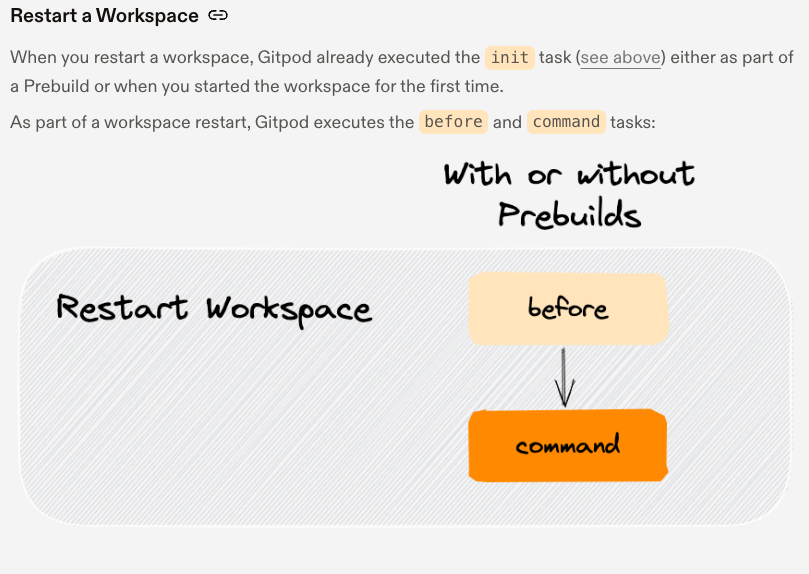 Restart a Workspace
When you restart a workspace, Gitpod already executed the init task (see above) either as part of
a Prebuild or when you started the workspace for the first time.
As part of a workspace restart, Gitpod executes the before and command tasks:
With or without
Prebuilds
Restart Workspace
before
command